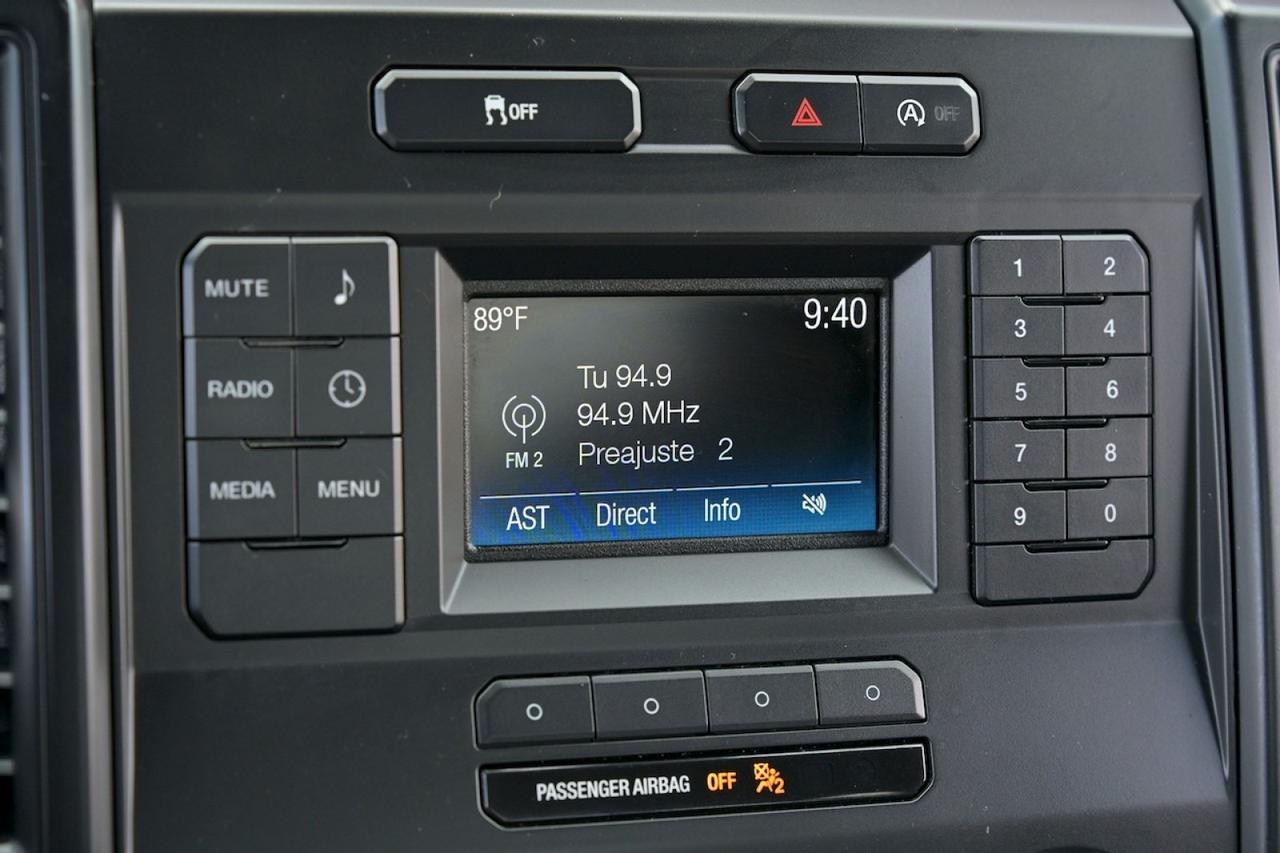 OFF
A OFF
MUTE
RADIO
MEDIA MENU
89°F 9:40
Tu 94.9
94.9 MHz
FM 2 Preajuste 2
AST Direct Info
1 2
3 4
5 6
7 8
9 0
PASSENGER AIRBAG OFF 2